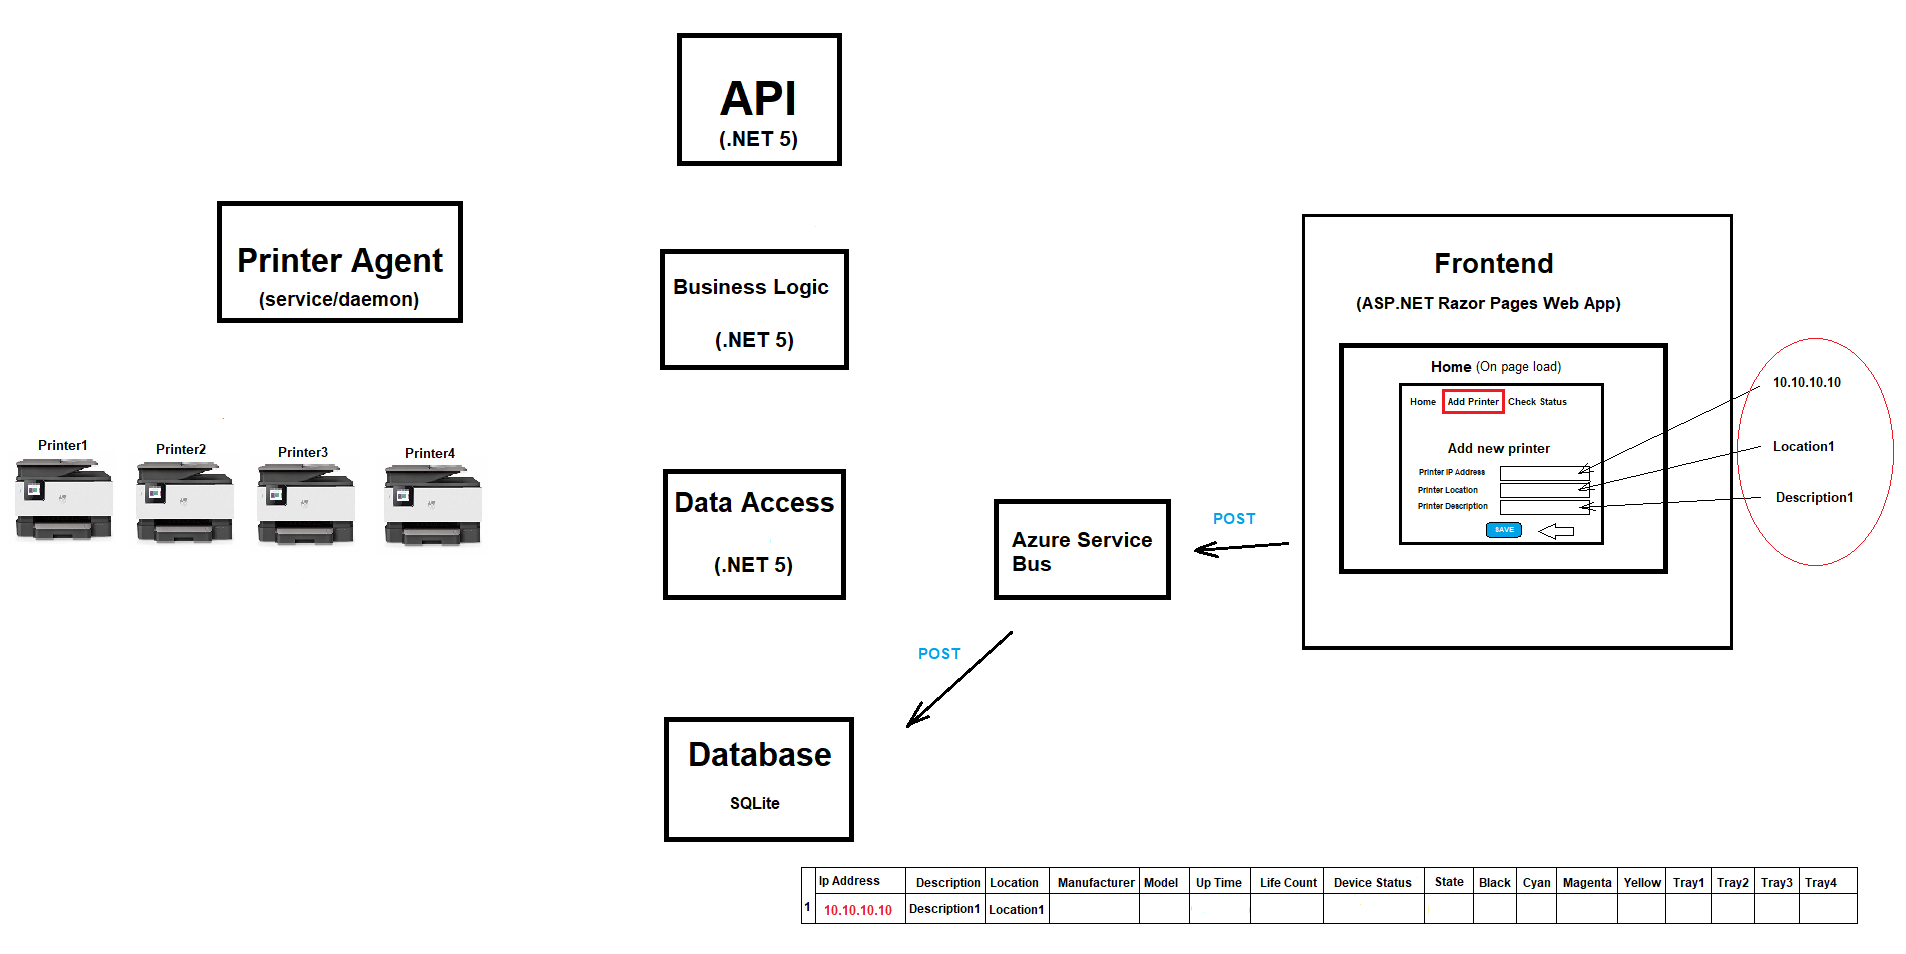 API
(.NET 5)
Printer Agent
(service/daemon)
Business Logic
(.NET 5)
Frontend
(ASP.NET Razor Pages Web App)
Home (On page load)
Home Add Printer Check Status
Add new printer
Printer IP Address
Printer Location
Printer Description
SAVE
10.10.10.10
Location1
Description1
Printer1
Printer2
Printer3
Printer4
Data Access
(.NET 5)
Azure Service
Bus
POST
POST
Database
SQLite
Ip Address Description Location Manufacturer Model Up Time Life Count Device Status State Black Cyan Magenta Yellow Tray1 Tray2 Tray3 Tray4
1 10.10.10.10 Description1 Location1